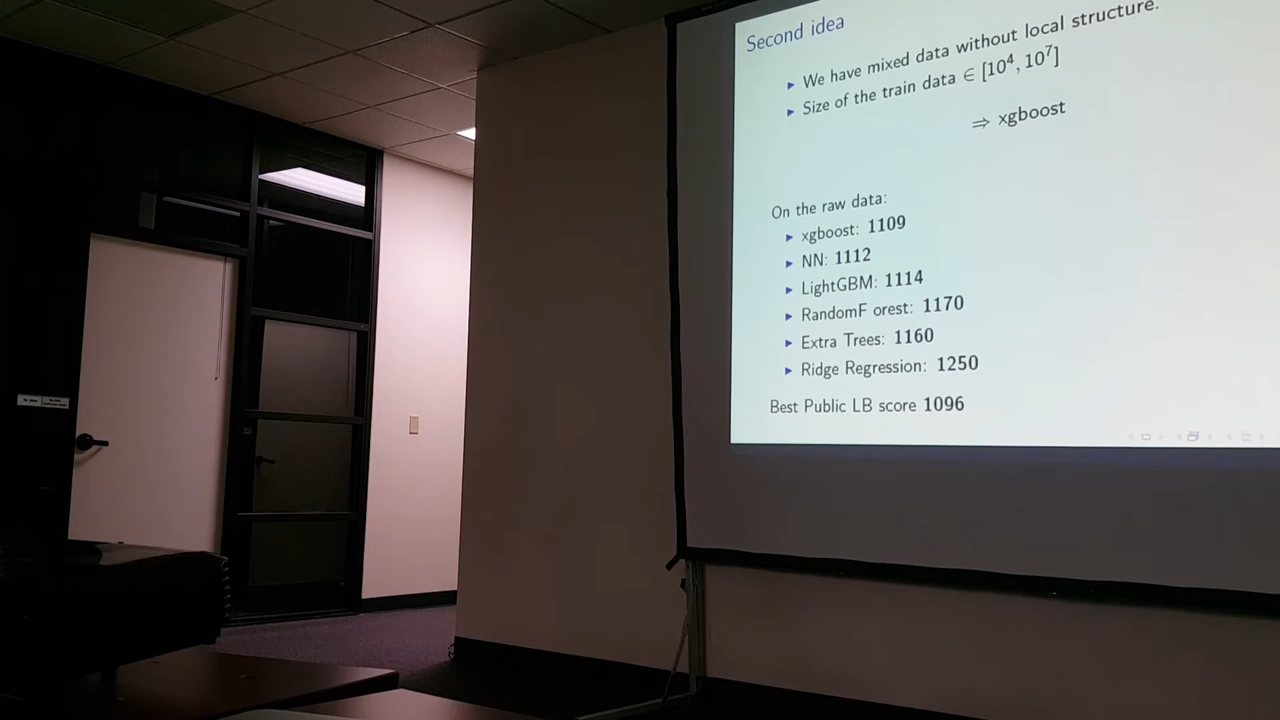 Second idea
We have mixed data without local structure.
Size of the train data ∈ [10⁴, 10⁷]
⇒ xgboost
On the raw data:
xgboost: 1109
NN: 1112
LightGBM: 1114
RandomF orest: 1170
Extra Trees: 1160
Ridge Regression: 1250
Best Public LB score 1096